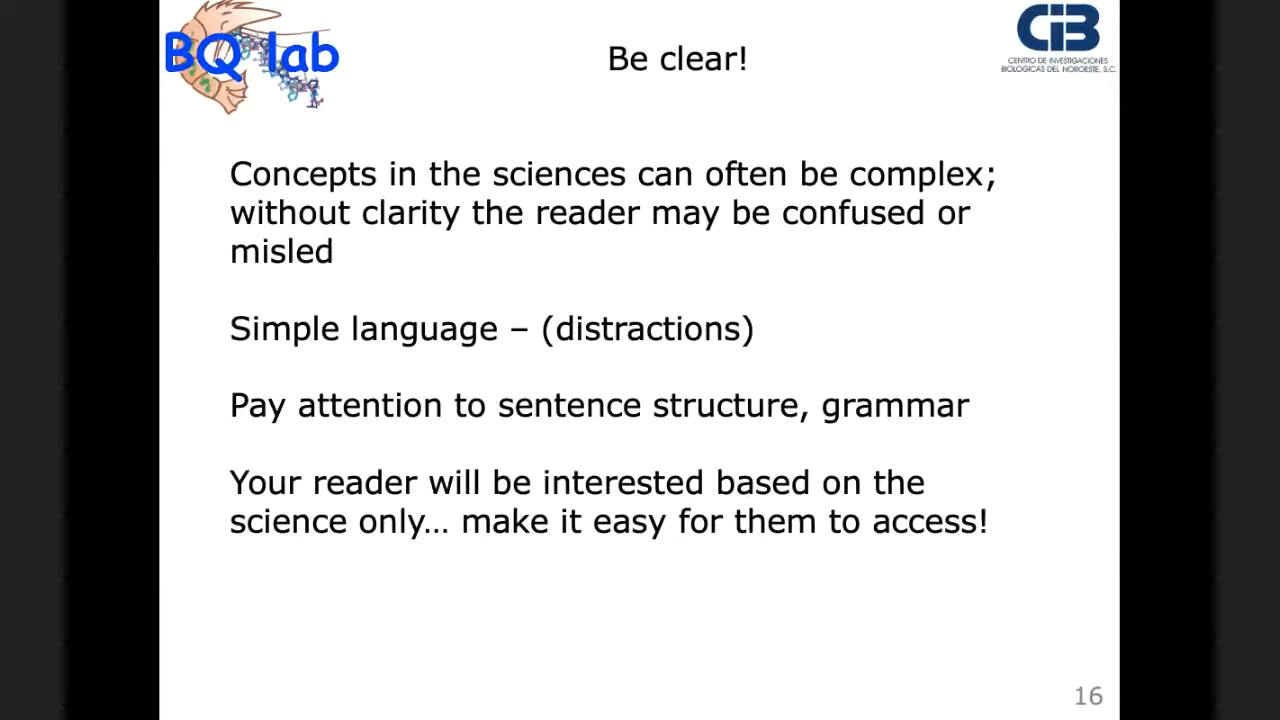 BQ lab
Be clear!
CIB
CENTRO DE INVESTIGACIONES
BIOLOGICAS DEL NOROESTE, S.C.
Concepts in the sciences can often be complex;
without clarity the reader may be confused or
misled
Simple language – (distractions)
Pay attention to sentence structure, grammar
Your reader will be interested based on the
science only… make it easy for them to access!
16